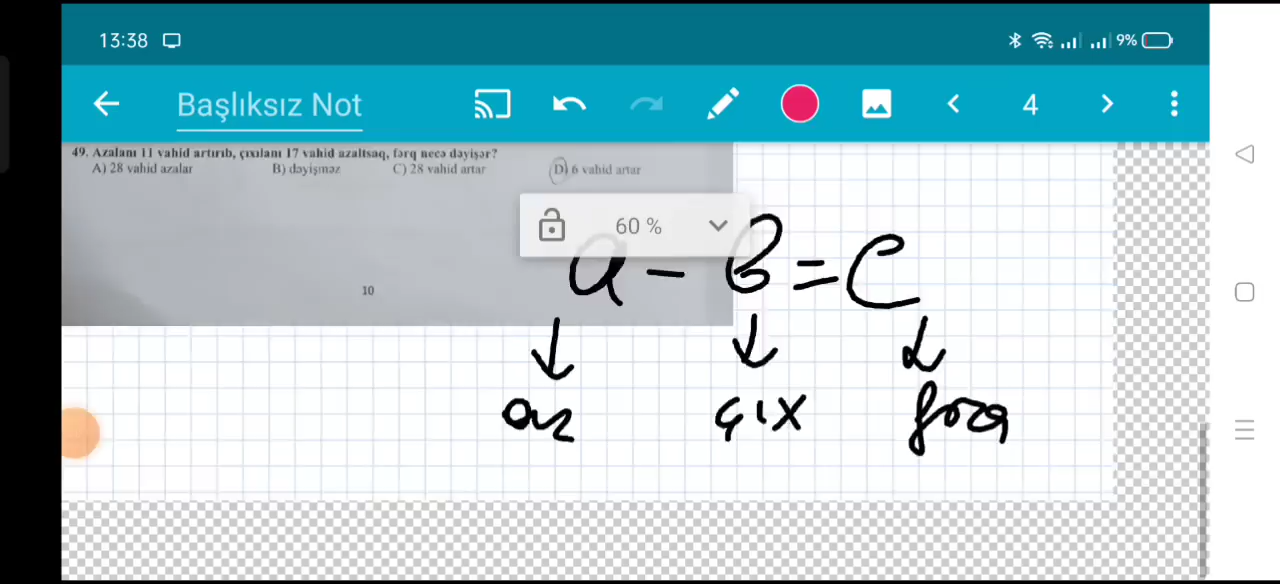 13:38 9%
Başlıksız Not 4
49. Azalanı 11 vahid artırıb, çıxılanı 17 vahid azaltsaq, fərq necə dəyişər?
A) 28 vahid azalar B) dəyişməz C) 28 vahid artar D) 6 vahid artar
60 %
a - B = C
10
az çıx fərq